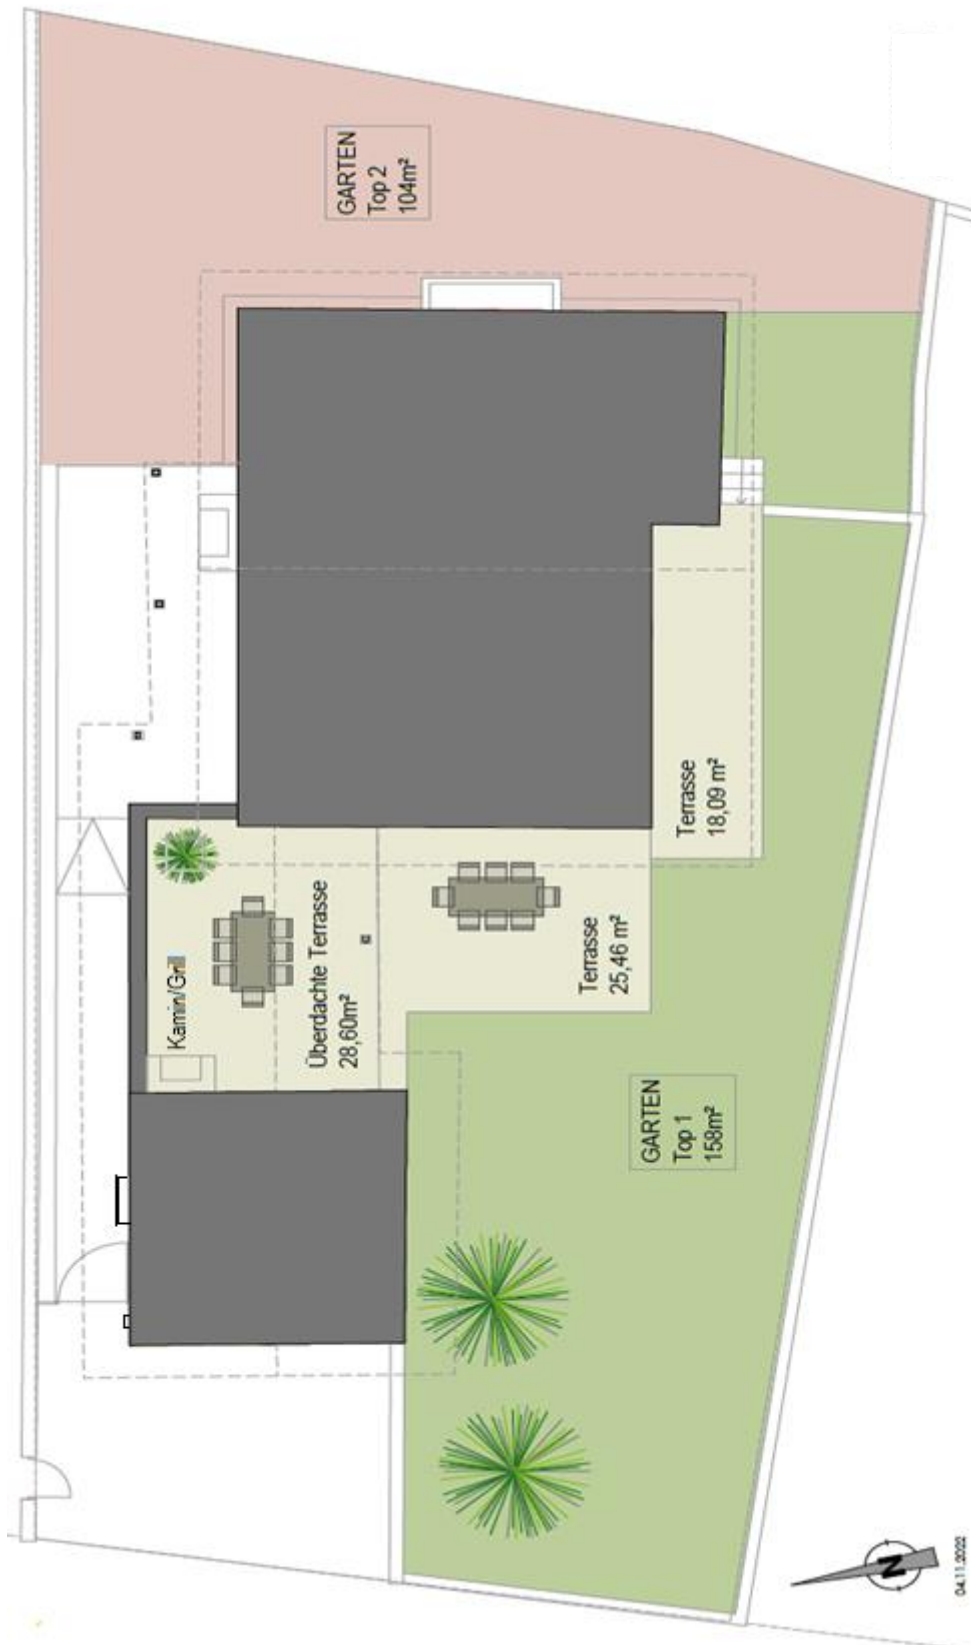 GARTEN
Top 2
104m²
Terrasse
18,09 m²
Kamin/Grill
Überdachte Terrasse
28,60m²
Terrasse
25,46 m²
GARTEN
Top 1
158m²
N
04.11.2022